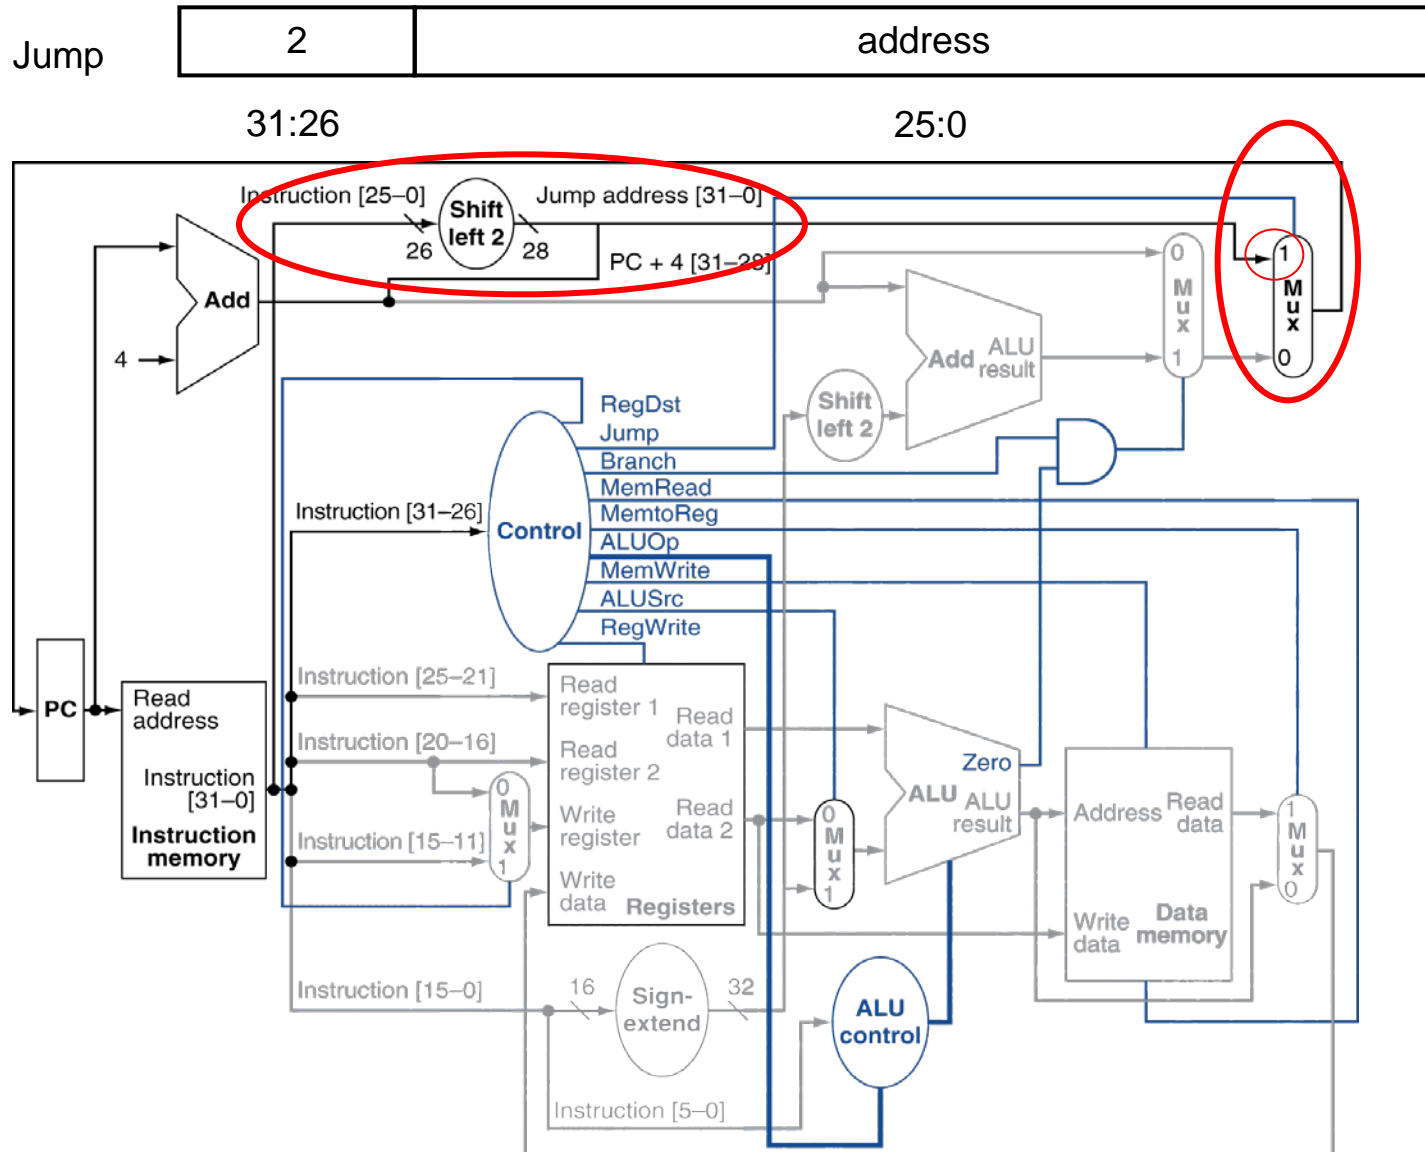 Jump
2
address
31:26
25:0
Instruction [25–0]
Shift
left 2
Jump address [31–0]
26
28
PC + 4 [31–28]
Add
4
0
M
u
x
1
1
M
u
x
0
Add
ALU
result
Shift
left 2
RegDst
Jump
Branch
MemRead
MemtoReg
ALUOp
MemWrite
ALUSrc
RegWrite
Instruction [31–26]
Control
PC
Read
address
Instruction
[31–0]
Instruction
memory
Instruction [25–21]
Instruction [20–16]
Instruction [15–11]
0
M
u
x
1
Read
register 1
Read
register 2
Write
register
Write
data
Read
data 1
Read
data 2
Registers
0
M
u
x
1
Zero
ALU
ALU
result
Address
Read
data
Write
data
Data
memory
1
M
u
x
0
Instruction [15–0]
16
Sign-
extend
32
ALU
control
Instruction [5–0]